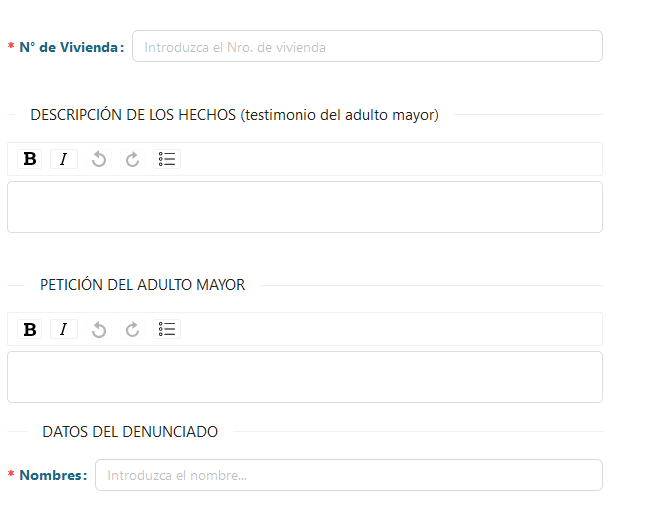 * N° de Vivienda: Introduzca el Nro. de vivienda
DESCRIPCIÓN DE LOS HECHOS (testimonio del adulto mayor)
B I
PETICIÓN DEL ADULTO MAYOR
B I
DATOS DEL DENUNCIADO
* Nombres: Introduzca el nombre...